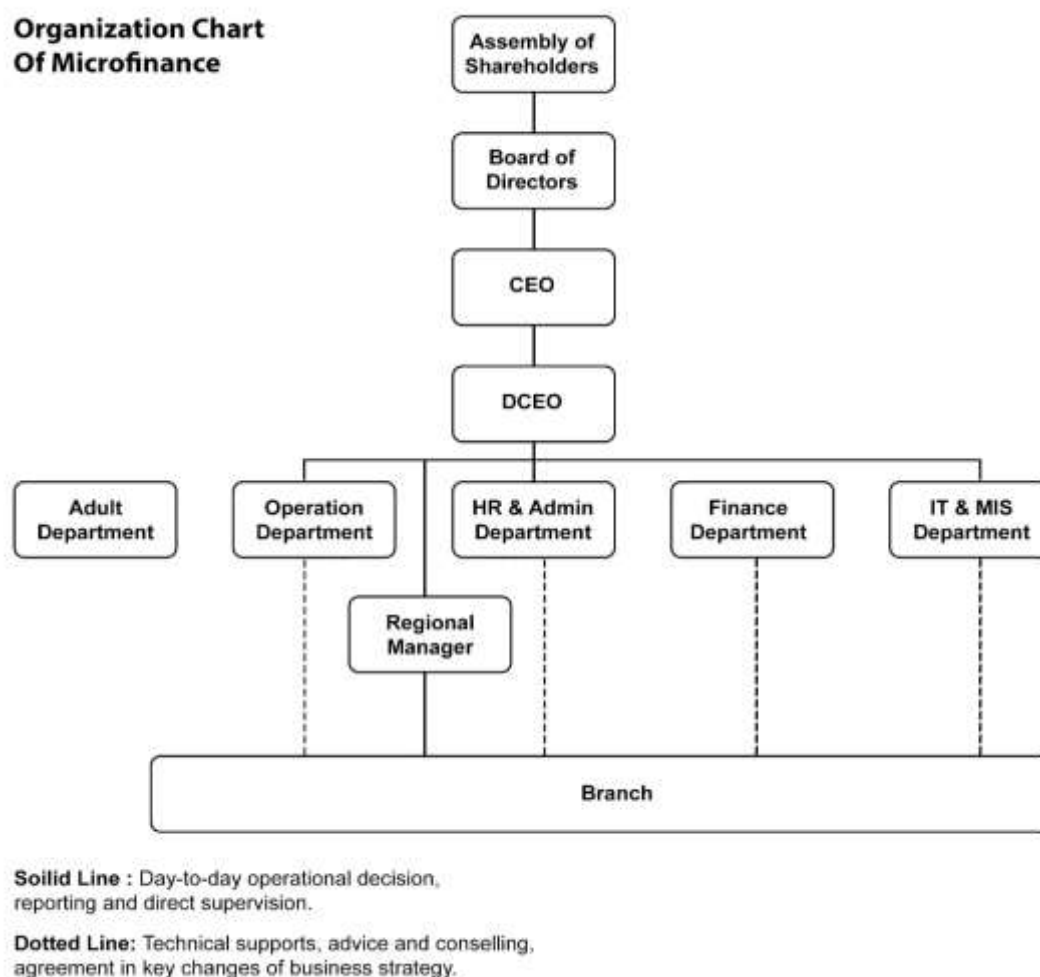 Organization Chart
Of Microfinance
Assembly of
Shareholders
Board of
Directors
CEO
DCEO
Adult
Department
Operation
Department
HR & Admin
Department
Finance
Department
IT & MIS
Department
Regional
Manager
Branch
Soilid Line : Day-to-day operational decision,
reporting and direct supervision.
Dotted Line: Technical supports, advice and conselling,
agreement in key changes of business strategy.